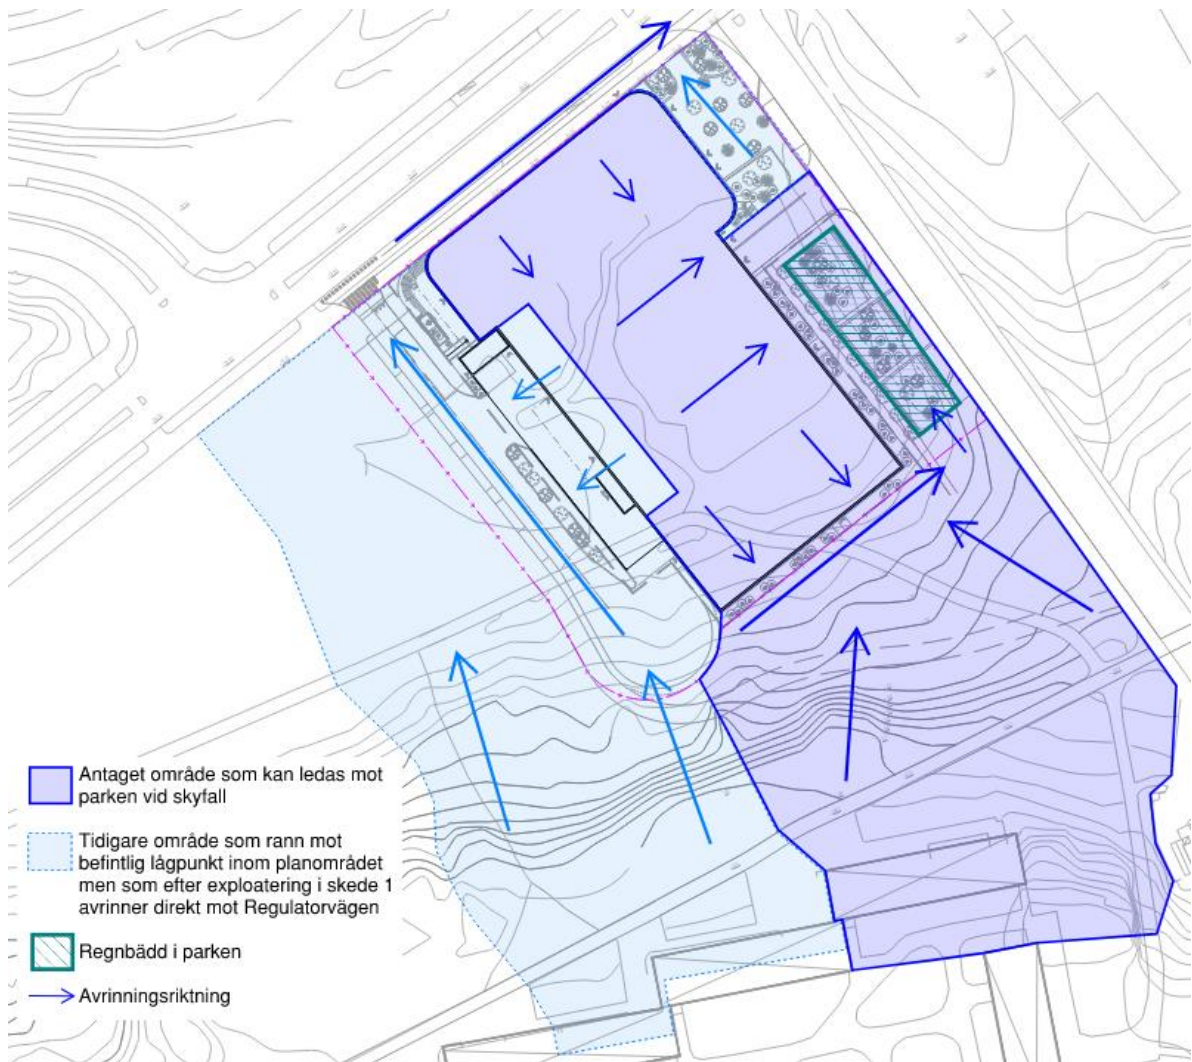 Antaget område som kan ledas mot
parken vid skyfall
Tidigare område som rann mot
befintlig lågpunkt inom planområdet
men som efter exploatering i skede 1
avrinner direkt mot Regulatorvägen
Regnbädd i parken
Avrinningsriktning